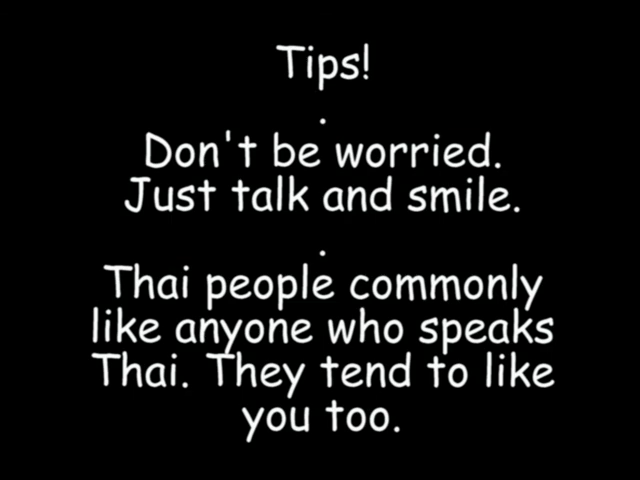 Tips!
.
Don't be worried.
Just talk and smile.
.
Thai people commonly
like anyone who speaks
Thai. They tend to like
you too.